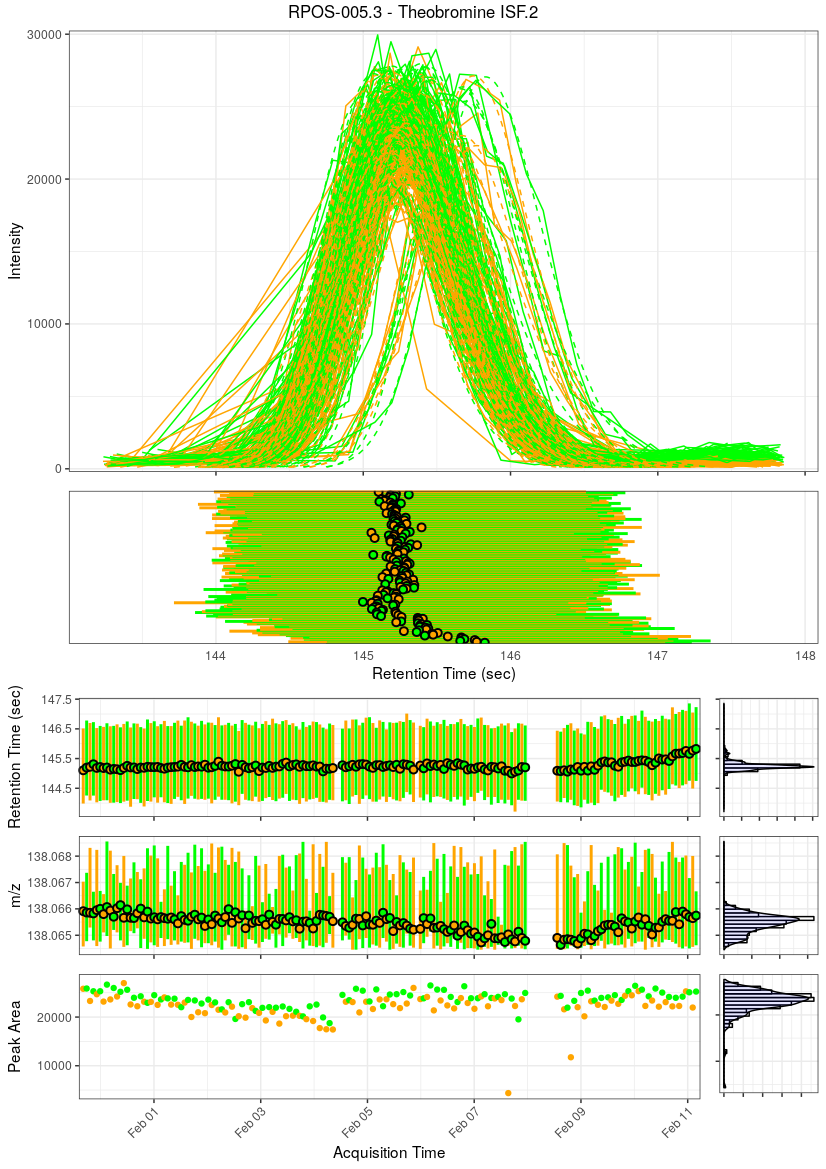 RPOS-005.3 - Theobromine ISF.2
30000
20000
10000
0
Intensity
144 145 146 147 148
Retention Time (sec)
147.5
146.5
145.5
144.5
Retention Time (sec)
138.068
138.067
138.066
138.065
m/z
20000
10000
Peak Area
Feb 01 Feb 03 Feb 05 Feb 07 Feb 09 Feb 11
Acquisition Time